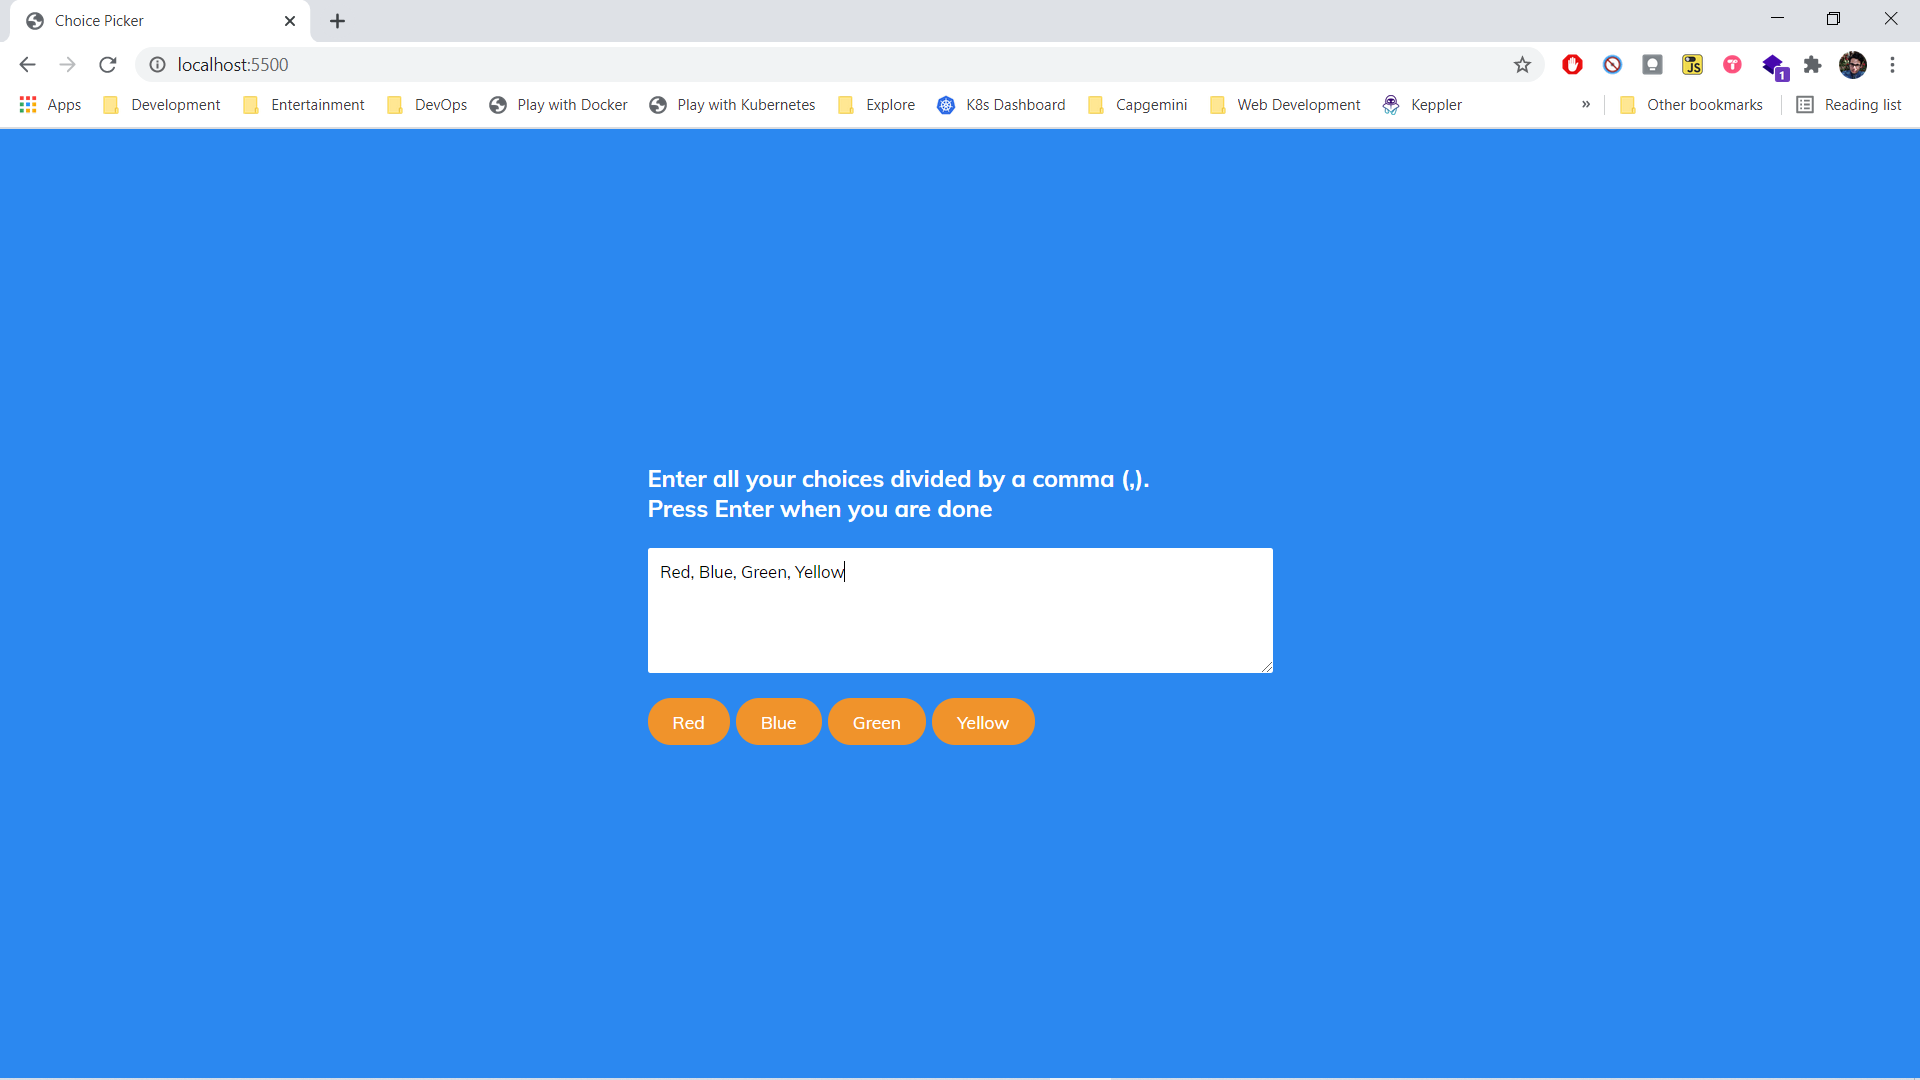 Choice Picker
localhost:5500
JS
1
Apps Development Entertainment DevOps Play with Docker Play with Kubernetes Explore K8s Dashboard Capgemini Web Development Keppler » Other bookmarks Reading list
Enter all your choices divided by a comma (,).
Press Enter when you are done
Red, Blue, Green, Yellow
Red Blue Green Yellow